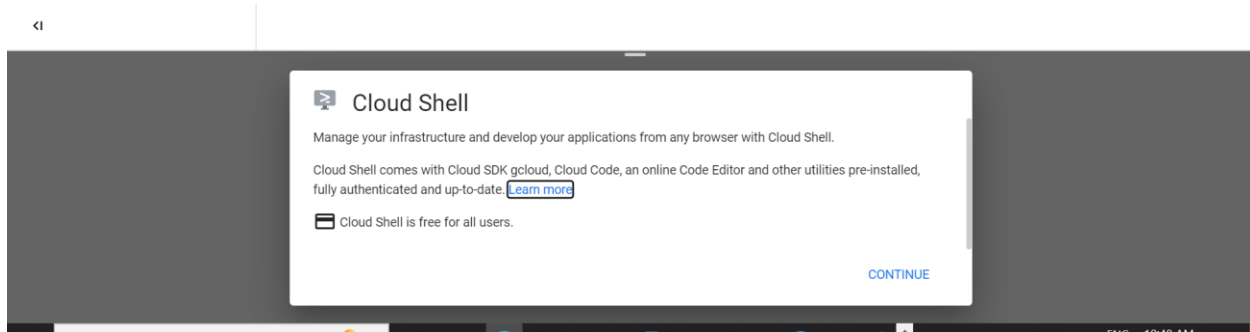 Cloud Shell
Manage your infrastructure and develop your applications from any browser with Cloud Shell.
Cloud Shell comes with Cloud SDK gcloud, Cloud Code, an online Code Editor and other utilities pre-installed,
fully authenticated and up-to-date. Learn more
Cloud Shell is free for all users.
CONTINUE